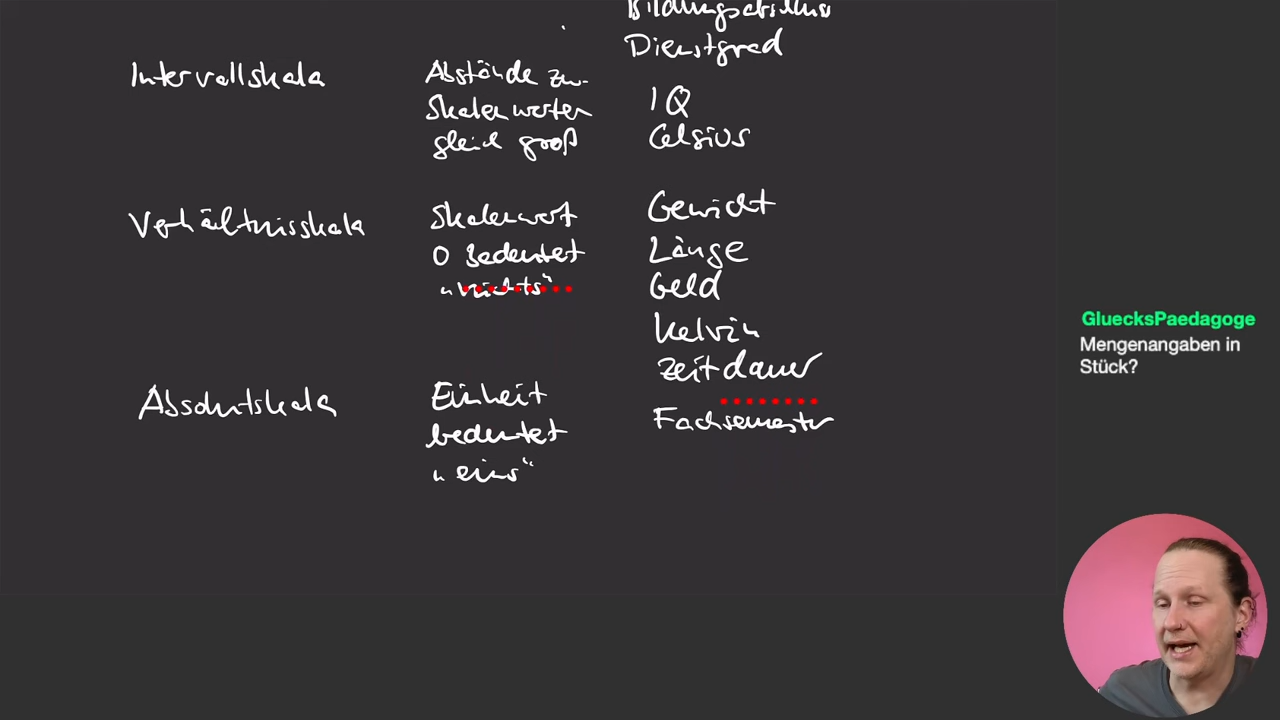 Bildungsabschluss
Dienstgrad
Intervallskala
Abstände zw.
Skalenwerten
gleich groß
IQ
Celsius
Verhältnisskala
Skalenwert
0 bedeutet
„nichts“
Gewicht
Länge
Geld
Kelvin
Zeitdauer
Absolutskala
Einheit
bedeutet
„eins“
Fachsemester
GluecksPaedagoge
Mengenangaben in
Stück?